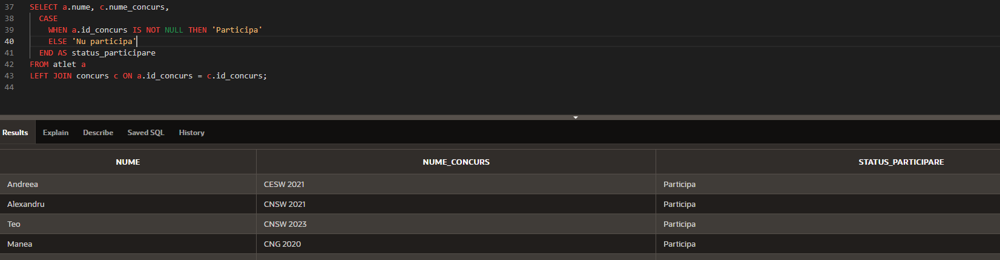 37 SELECT a.nume, c.nume_concurs,
38 CASE
39 WHEN a.id_concurs IS NOT NULL THEN 'Participa'
40 ELSE 'Nu participa'
41 END AS status_participare
42 FROM atlet a
43 LEFT JOIN concurs c ON a.id_concurs = c.id_concurs;
44
Results Explain Describe Saved SQL History
NUME NUME_CONCURS STATUS_PARTICIPARE
Andreea CESW 2021 Participa
Alexandru CNSW 2021 Participa
Teo CNSW 2023 Participa
Manea CNG 2020 Participa